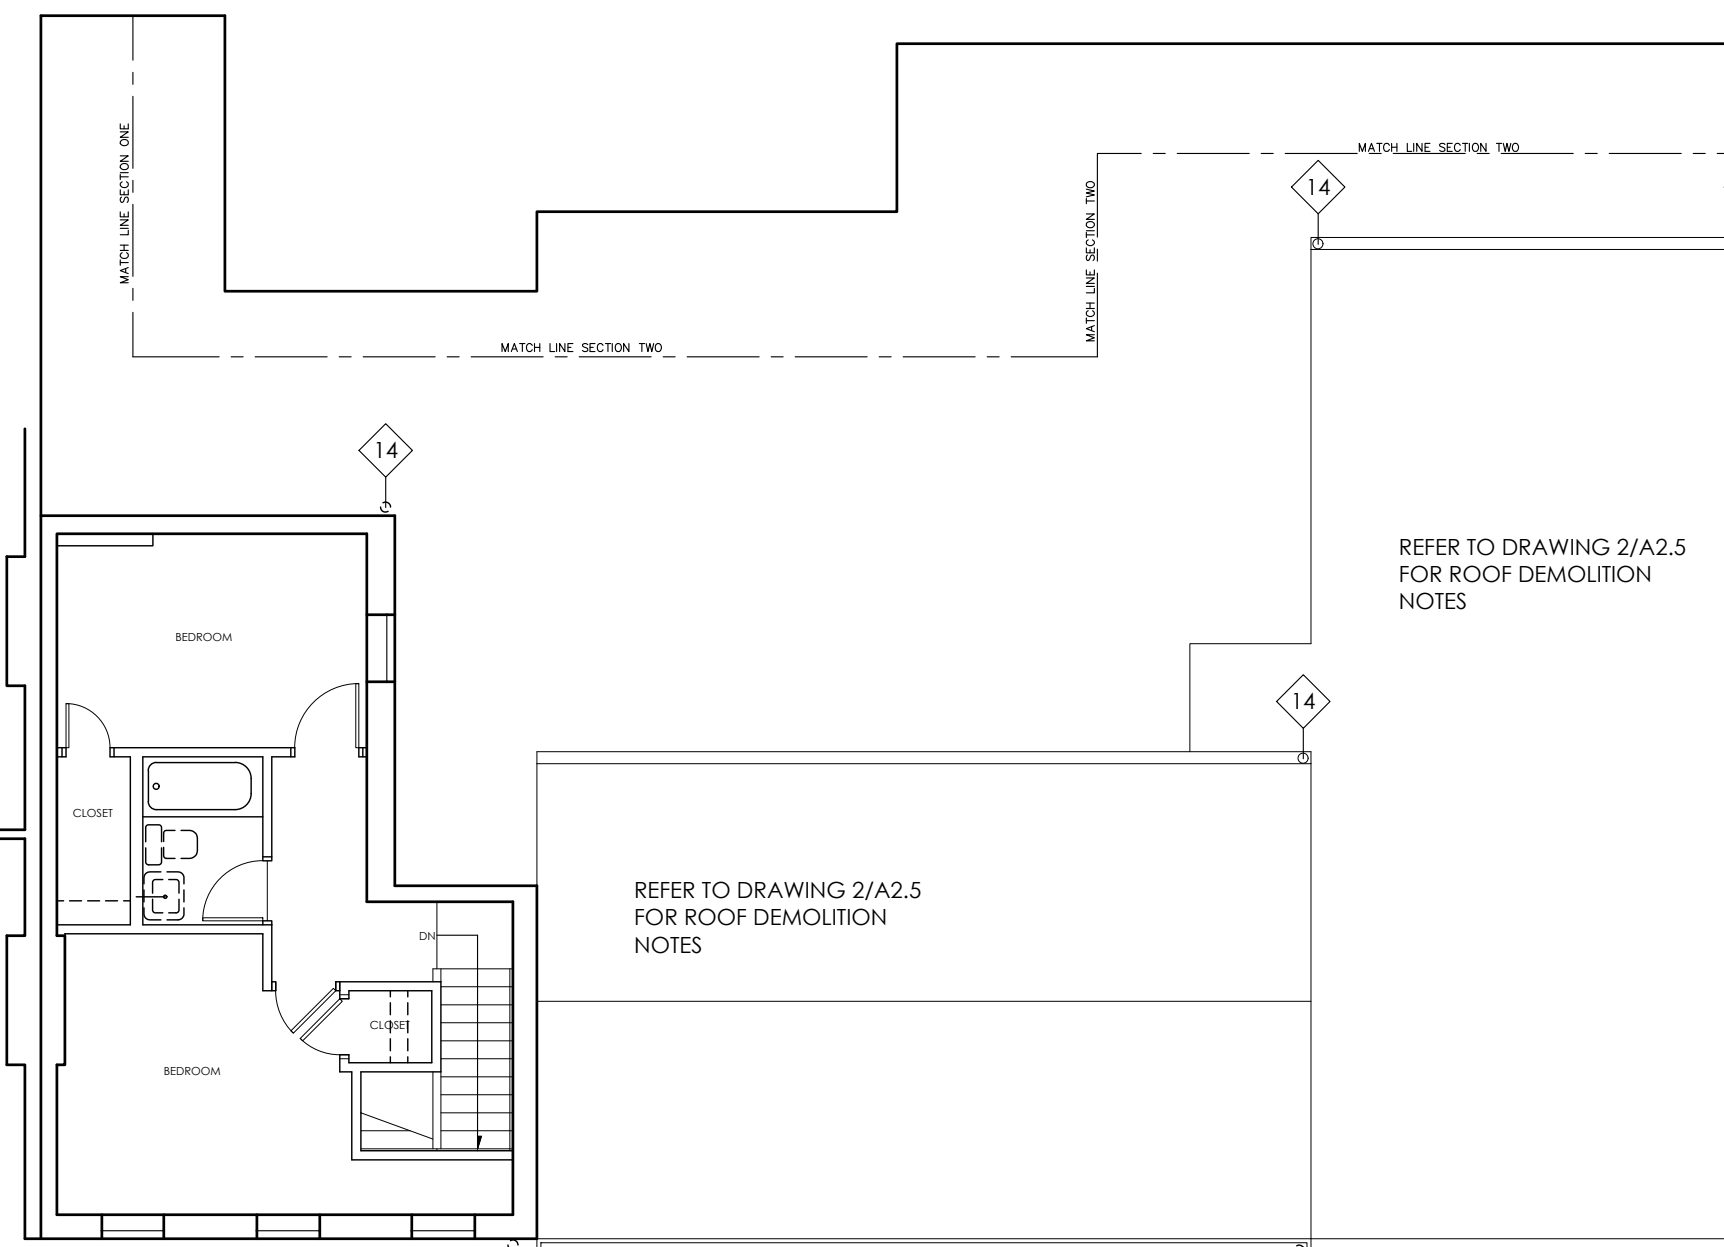 MATCH LINE SECTION ONE
MATCH LINE SECTION TWO
14
MATCH LINE SECTION TWO
MATCH LINE SECTION TWO
14
REFER TO DRAWING 2/A2.5
FOR ROOF DEMOLITION
NOTES
BEDROOM
14
CLOSET
REFER TO DRAWING 2/A2.5
FOR ROOF DEMOLITION
NOTES
DN
CLOSET
BEDROOM